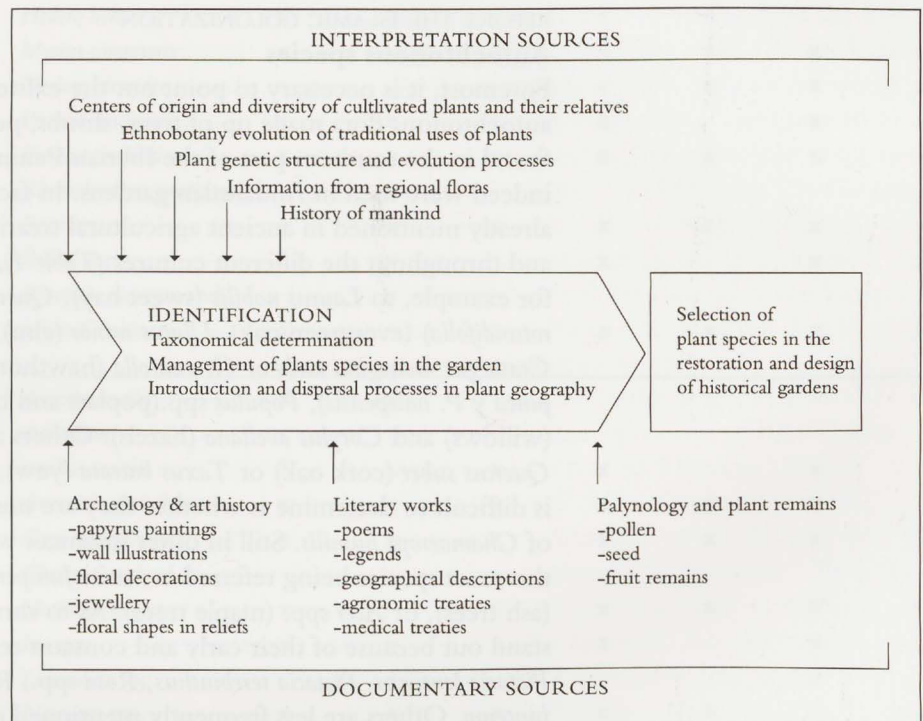 INTERPRETATION SOURCES
Centers of origin and diversity of cultivated plants and their relatives
Ethnobotany evolution of traditional uses of plants
Plant genetic structure and evolution processes
Information from regional floras
History of mankind
IDENTIFICATION
Taxonomical determination
Management of plant species in the garden
Introduction and dispersal processes in plant geography
Selection of
plant species in the
restoration and design
of historical gardens
Archeology & art history
-papyrus paintings
-wall illustrations
-floral decorations
-jewellery
-floral shapes in reliefs
Literary works
-poems
-legends
-geographical descriptions
-agronomic treaties
-medical treaties
Palynology and plant remains
-pollen
-seed
-fruit remains
DOCUMENTARY SOURCES